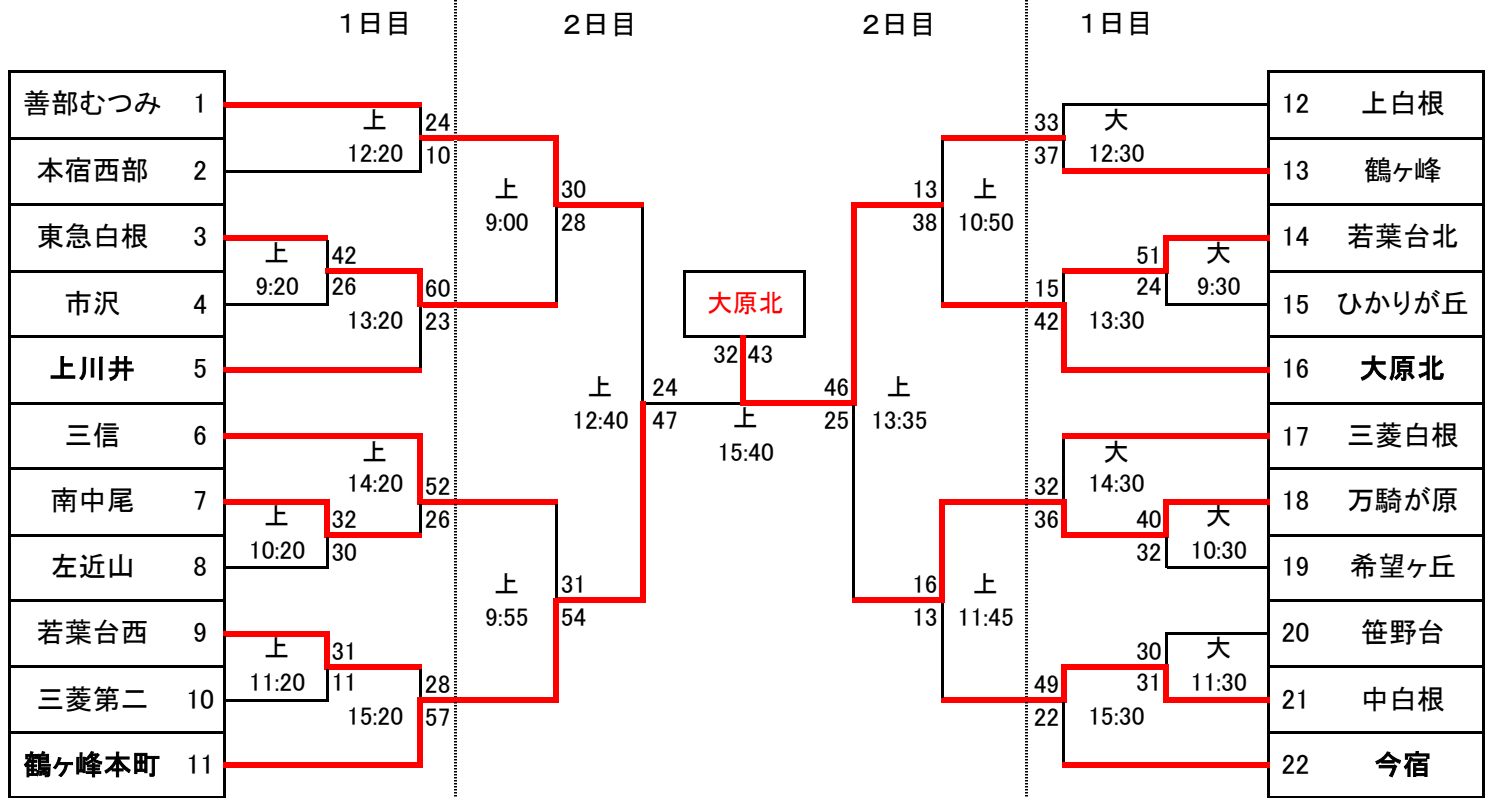 1日目 2日目 2日目 1日目
善部むつみ 1
本宿西部 2
東急白根 3
市沢 4
上川井 5
三信 6
南中尾 7
左近山 8
若葉台西 9
三菱第二 10
鶴ヶ峰本町 11
上 24
12:20 10
上 42
9:20 26
60
13:20 23
上
14:20 52
26
上 32
10:20 30
上 31
11:20 11
28
15:20 57
上 30
9:00 28
上 31
9:55 54
上 24
12:40 47
大原北
32 43
上
15:40
46 上
25 13:35
13 上
38 10:50
16 上
13 11:45
33 大
37 12:30
51 大
24 9:30
15
42 13:30
大
32 14:30
36
40 大
32 10:30
30 大
31 11:30
49
22 15:30
12 上白根
13 鶴ヶ峰
14 若葉台北
15 ひかりが丘
16 大原北
17 三菱白根
18 万騎が原
19 希望ヶ丘
20 笹野台
21 中白根
22 今宿